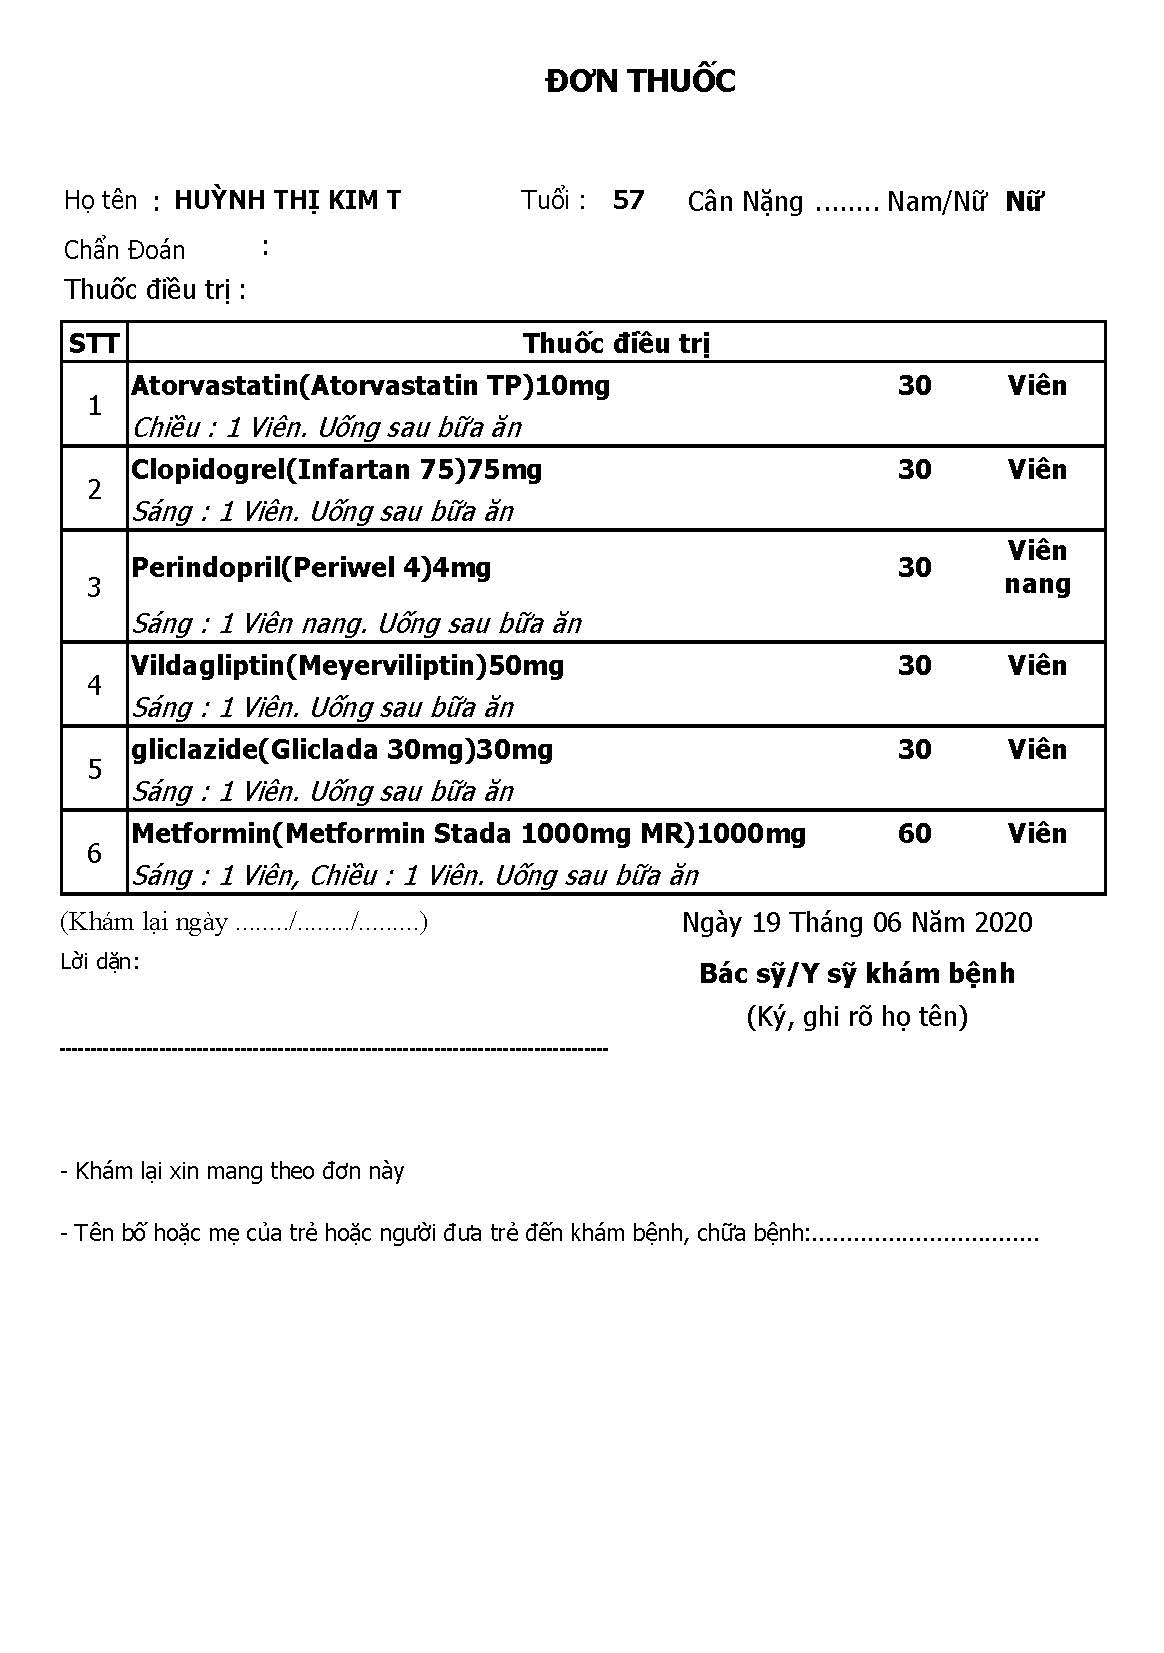 ĐƠN THUỐC
Họ tên : HUỲNH THỊ KIM T Tuổi : 57 Cân Nặng ........ Nam/Nữ Nữ
Chẩn Đoán :
Thuốc điều trị :
STT Thuốc điều trị
1 Atorvastatin(Atorvastatin TP)10mg 30 Viên
Chiều : 1 Viên. Uống sau bữa ăn
2 Clopidogrel(Infartan 75)75mg 30 Viên
Sáng : 1 Viên. Uống sau bữa ăn
3 Perindopril(Periwel 4)4mg 30 Viên nang
Sáng : 1 Viên nang. Uống sau bữa ăn
4 Vildagliptin(Meyerviliptin)50mg 30 Viên
Sáng : 1 Viên. Uống sau bữa ăn
5 gliclazide(Gliclada 30mg)30mg 30 Viên
Sáng : 1 Viên. Uống sau bữa ăn
6 Metformin(Metformin Stada 1000mg MR)1000mg 60 Viên
Sáng : 1 Viên, Chiều : 1 Viên. Uống sau bữa ăn
(Khám lại ngày ......../......../.........) Ngày 19 Tháng 06 Năm 2020
Lời dặn:
Bác sỹ/Y sỹ khám bệnh
(Ký, ghi rõ họ tên)
- Khám lại xin mang theo đơn này
- Tên bố hoặc mẹ của trẻ hoặc người đưa trẻ đến khám bệnh, chữa bệnh:.................................